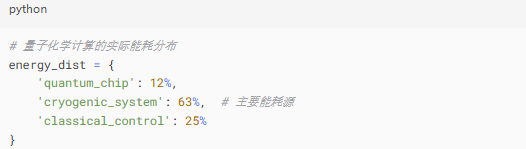 python
# 量子化学计算的实际能耗分布
energy_dist = {
'quantum_chip': 12%,
'cryogenic_system': 63%,  # 主要能耗源
'classical_control': 25%
}